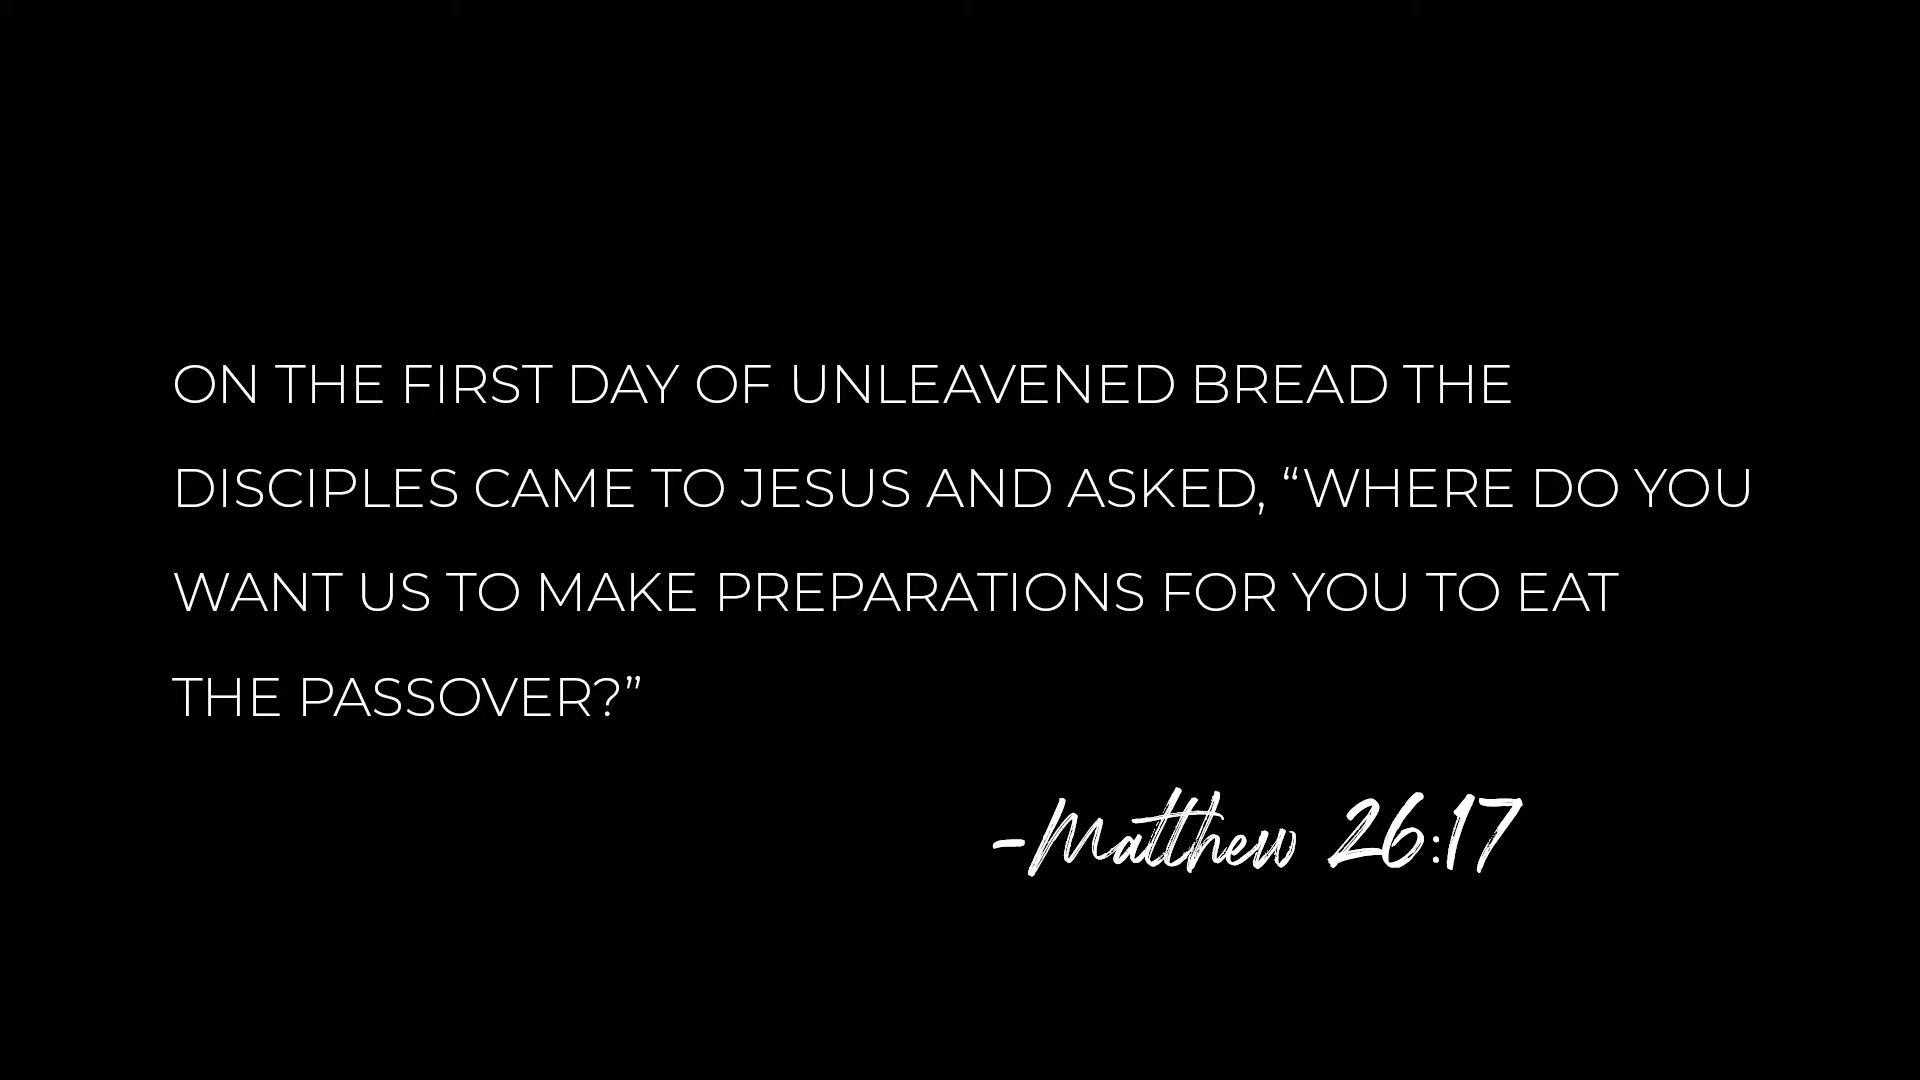 ON THE FIRST DAY OF UNLEAVENED BREAD THE
DISCIPLES CAME TO JESUS AND ASKED, “WHERE DO YOU
WANT US TO MAKE PREPARATIONS FOR YOU TO EAT
THE PASSOVER?”
-Matthew 26:17